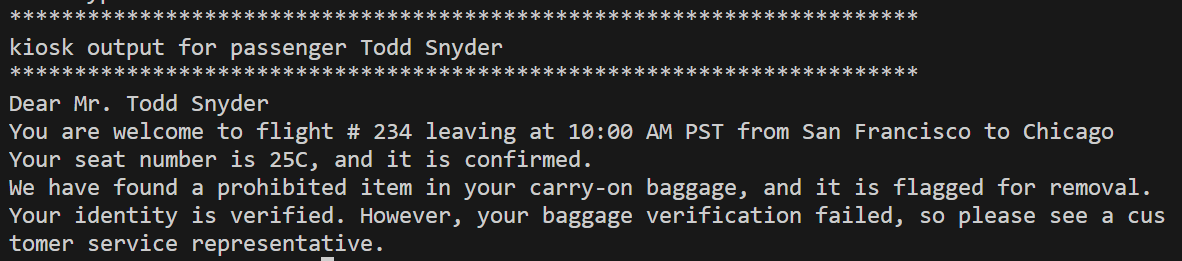 ***********************************************************************
kiosk output for passenger Todd Snyder
***********************************************************************
Dear Mr. Todd Snyder
You are welcome to flight # 234 leaving at 10:00 AM PST from San Francisco to Chicago
Your seat number is 25C, and it is confirmed.
We have found a prohibited item in your carry-on baggage, and it is flagged for removal.
Your identity is verified. However, your baggage verification failed, so please see a cus
tomer service representative.